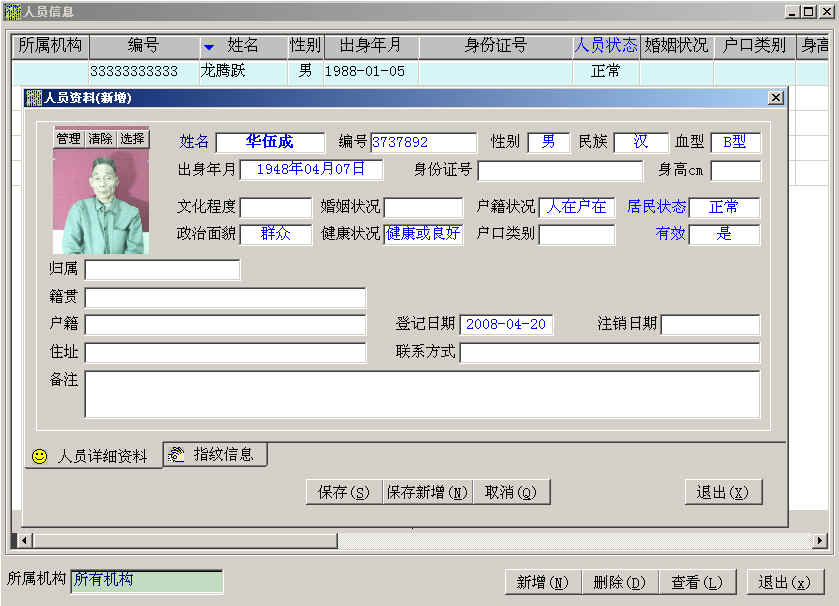 人员信息
所属机构 编号 姓名 性别 出身年月 身份证号 人员状态 婚姻状况 户口类别 身高
33333333333 龙腾跃 男 1988-01-05 正常
人员资料(新增)
管理 清除 选择
姓名 华伍成 编号 3737892 性别 男 民族 汉 血型 B型
出身年月 1948年04月07日 身份证号 身高cm
文化程度 婚姻状况 户籍状况 人在户在 居民状态 正常
政治面貌 群众 健康状况 健康或良好 户口类别 有效 是
归属
籍贯
户籍 登记日期 2008-04-20 注销日期
住址 联系方式
备注
人员详细资料 指纹信息
保存(S) 保存新增(N) 取消(Q) 退出(X)
所属机构 所有机构 新增(N) 删除(D) 查看(L) 退出(x)